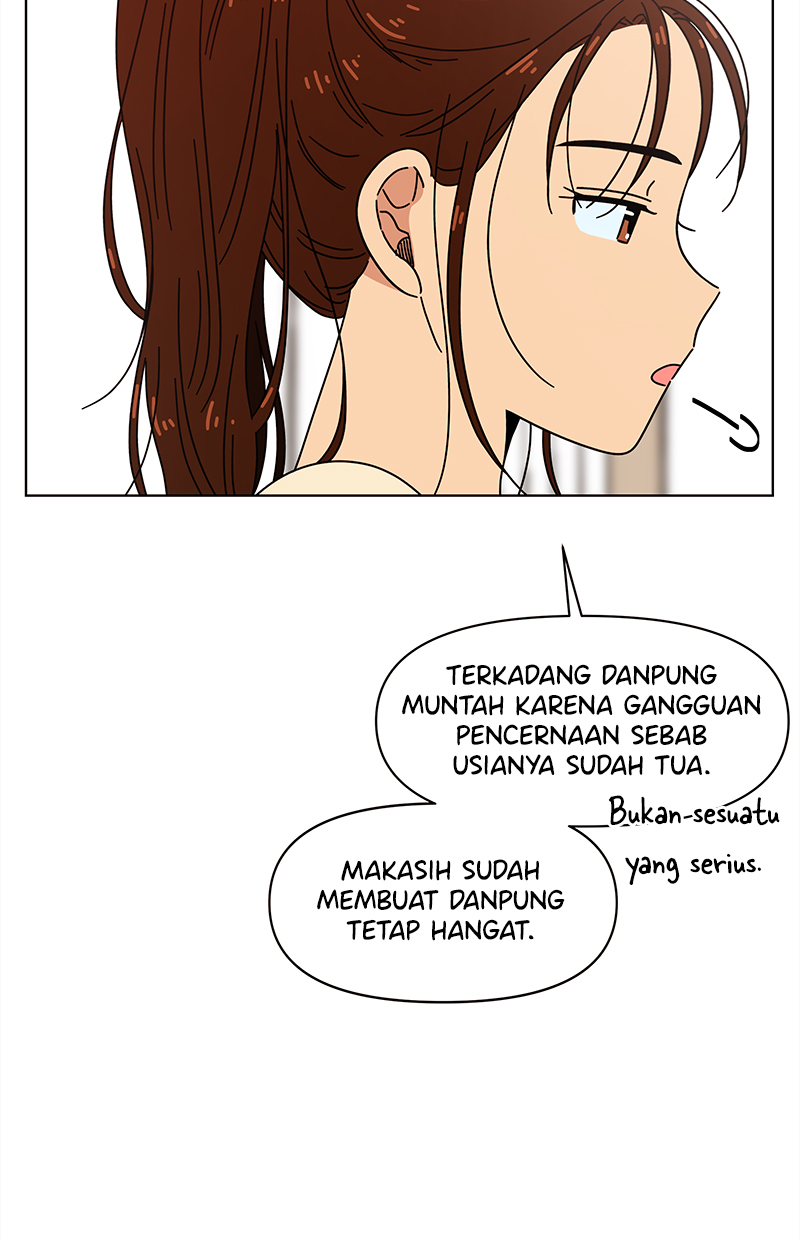 TERKADANG DANPUNG
MUNTAH KARENA GANGGUAN
PENCERNAAN SEBAB
USIANYA SUDAH TUA.
Bukan-sesuatu
yang serius.
MAKASIH SUDAH
MEMBUAT DANPUNG
TETAP HANGAT.